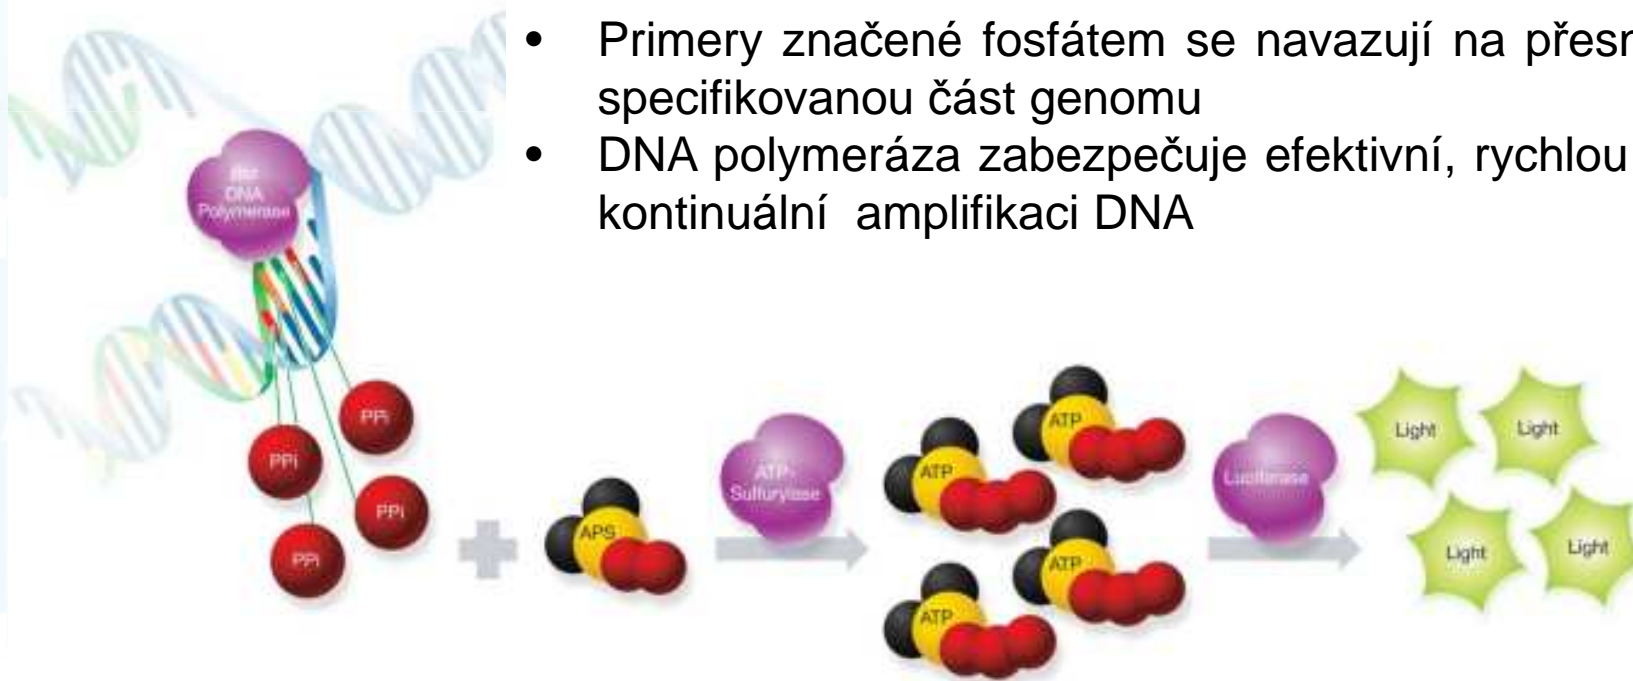 • Primery značené fosfátem se navazují na přesn
specifikovanou část genomu
• DNA polymeráza zabezpečuje efektivní, rychlou
kontinuální amplifikaci DNA
DNA
Polymerase
PPi
PPi
PPi
PPi
APS
ATP-
Sulfurylase
ATP
ATP
ATP
ATP
Luciferase
Light
Light
Light
Light